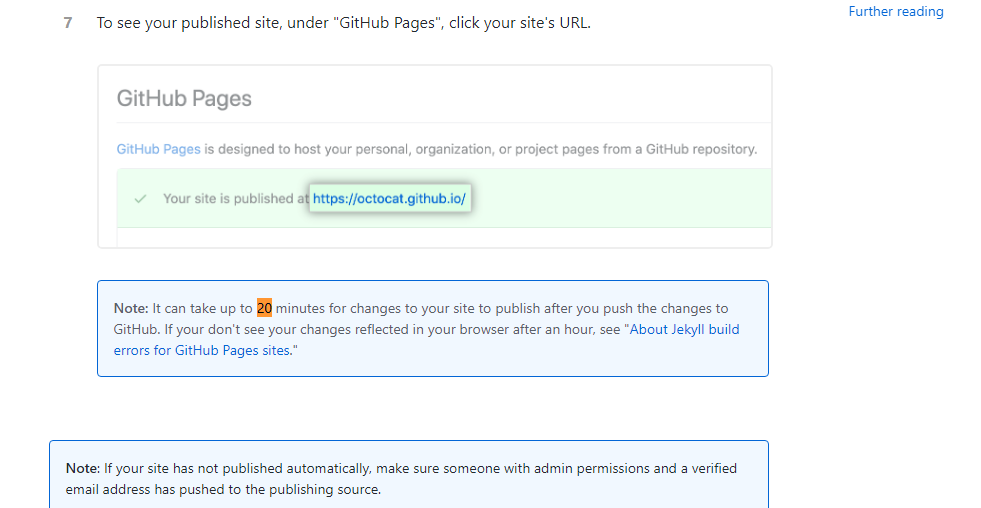 7 To see your published site, under "GitHub Pages", click your site's URL.
Further reading
GitHub Pages
GitHub Pages is designed to host your personal, organization, or project pages from a GitHub repository.
Your site is published at https://octocat.github.io/
Note: It can take up to 20 minutes for changes to your site to publish after you push the changes to
GitHub. If your don't see your changes reflected in your browser after an hour, see "About Jekyll build
errors for GitHub Pages sites."
Note: If your site has not published automatically, make sure someone with admin permissions and a verified
email address has pushed to the publishing source.